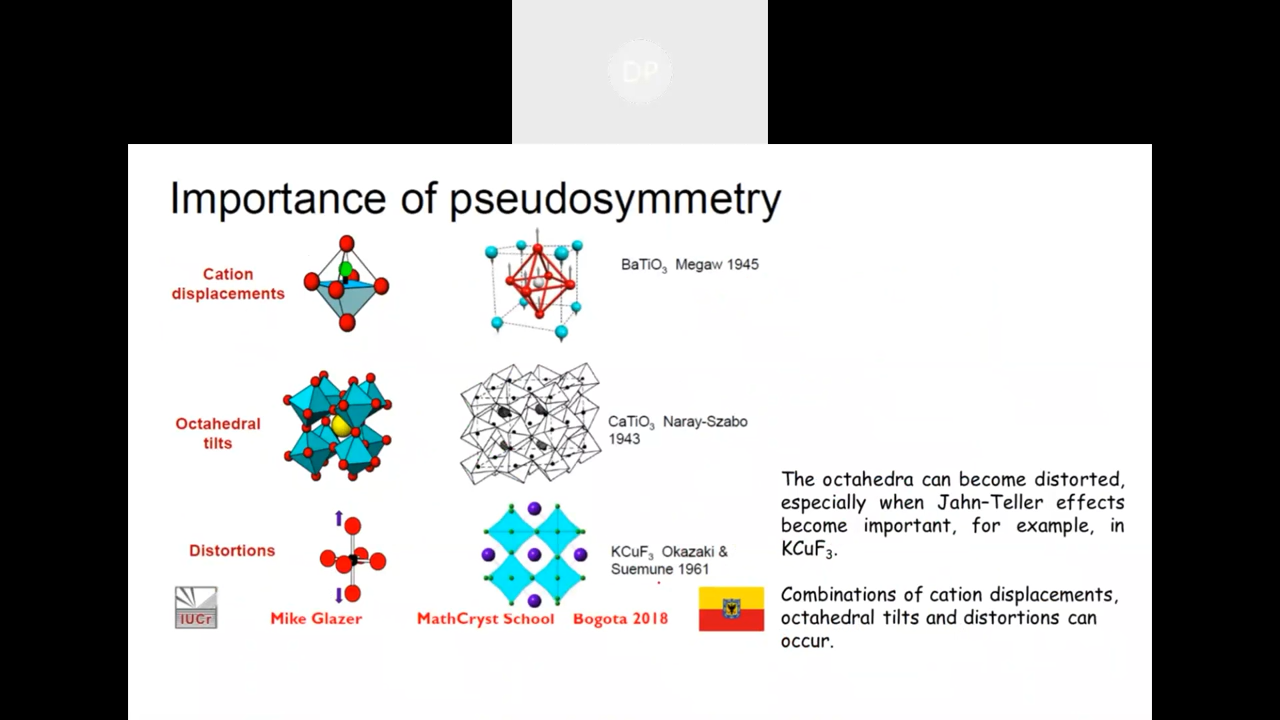 DP
Importance of pseudosymmetry
Cation
displacements
BaTiO₃ Megaw 1945
Octahedral
tilts
CaTiO₃ Naray-Szabo
1943
Distortions
KCuF₃ Okazaki &
Suemune 1961
The octahedra can become distorted,
especially when Jahn–Teller effects
become important, for example, in
KCuF₃.
Combinations of cation displacements,
octahedral tilts and distortions can
occur.
IUCr
Mike Glazer MathCryst School Bogota 2018